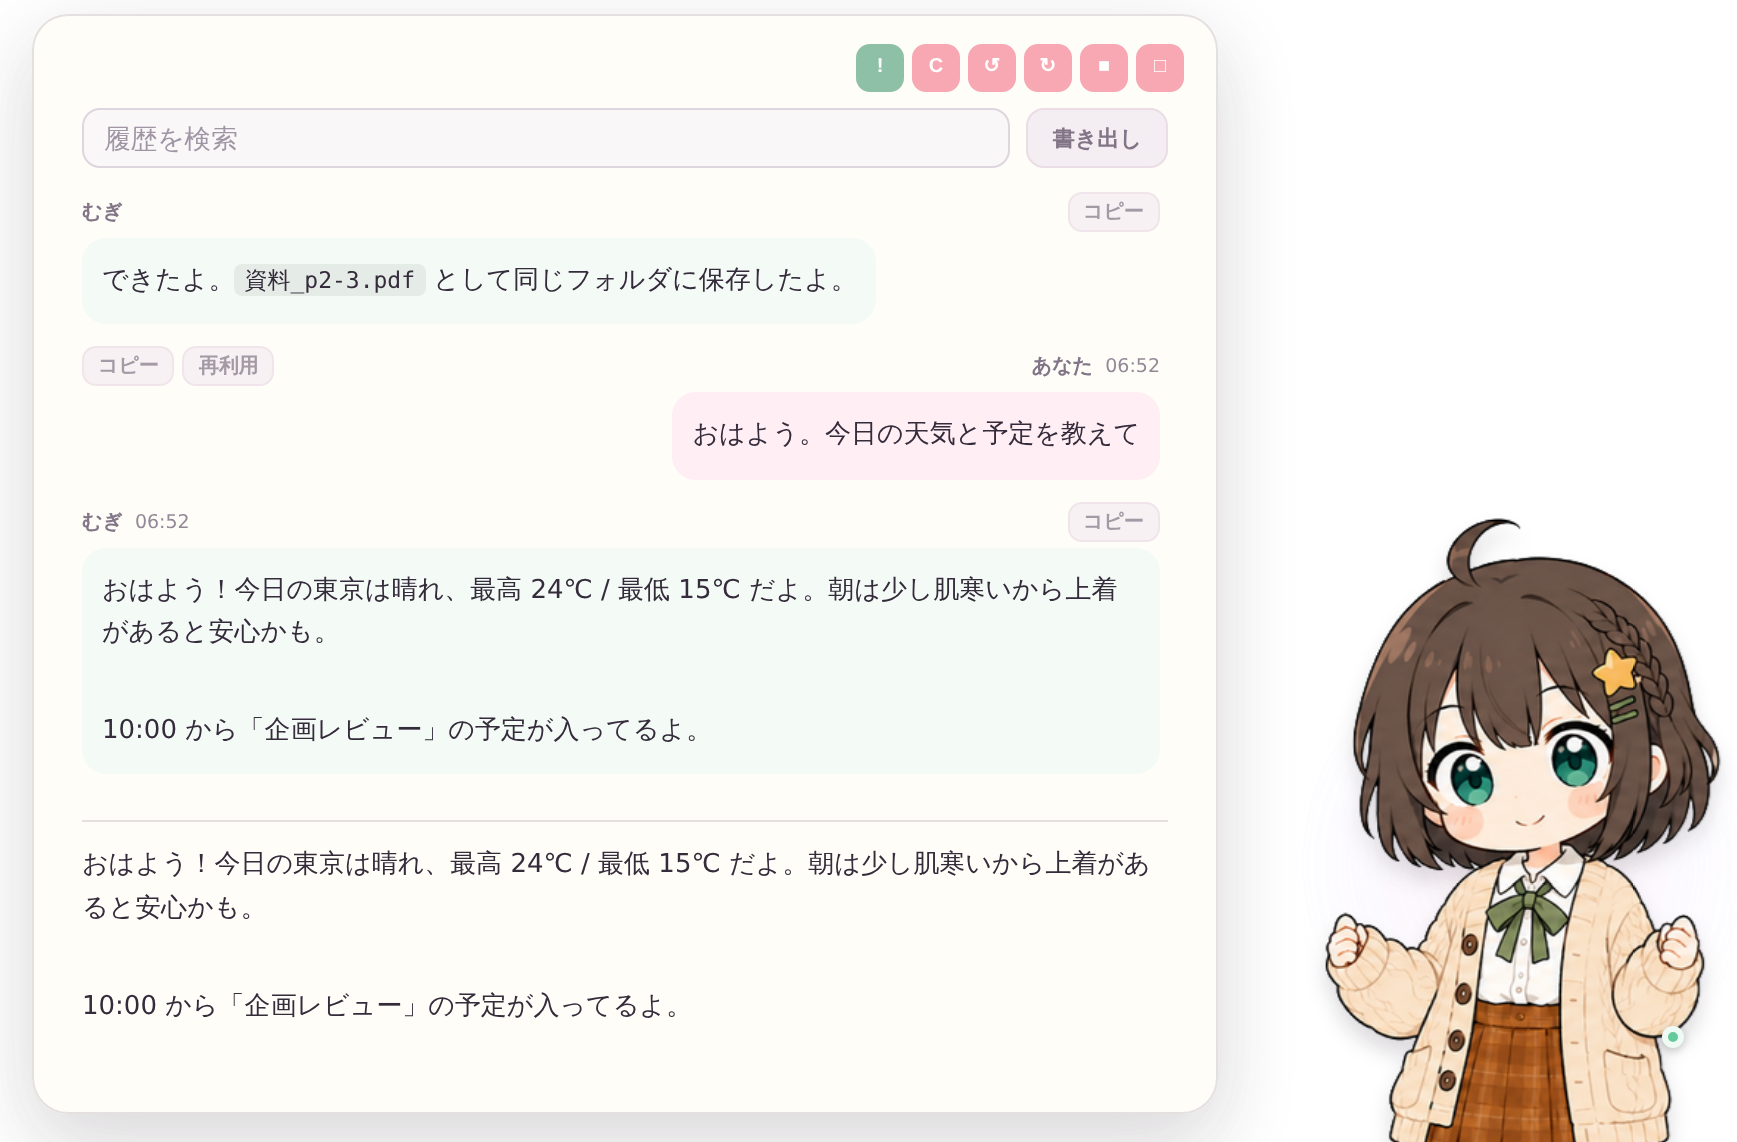 ! C ↺ ↻ ■ □
履歴を検索
書き出し
むぎ
コピー
できたよ。 資料_p2-3.pdf として同じフォルダに保存したよ。
コピー 再利用
あなた 06:52
おはよう。今日の天気と予定を教えて
むぎ 06:52
コピー
おはよう！今日の東京は晴れ、最高 24℃ / 最低 15℃ だよ。朝は少し肌寒いから上着
があると安心かも。
10:00 から「企画レビュー」の予定が入ってるよ。
おはよう！今日の東京は晴れ、最高 24℃ / 最低 15℃ だよ。朝は少し肌寒いから上着があ
ると安心かも。
10:00 から「企画レビュー」の予定が入ってるよ。